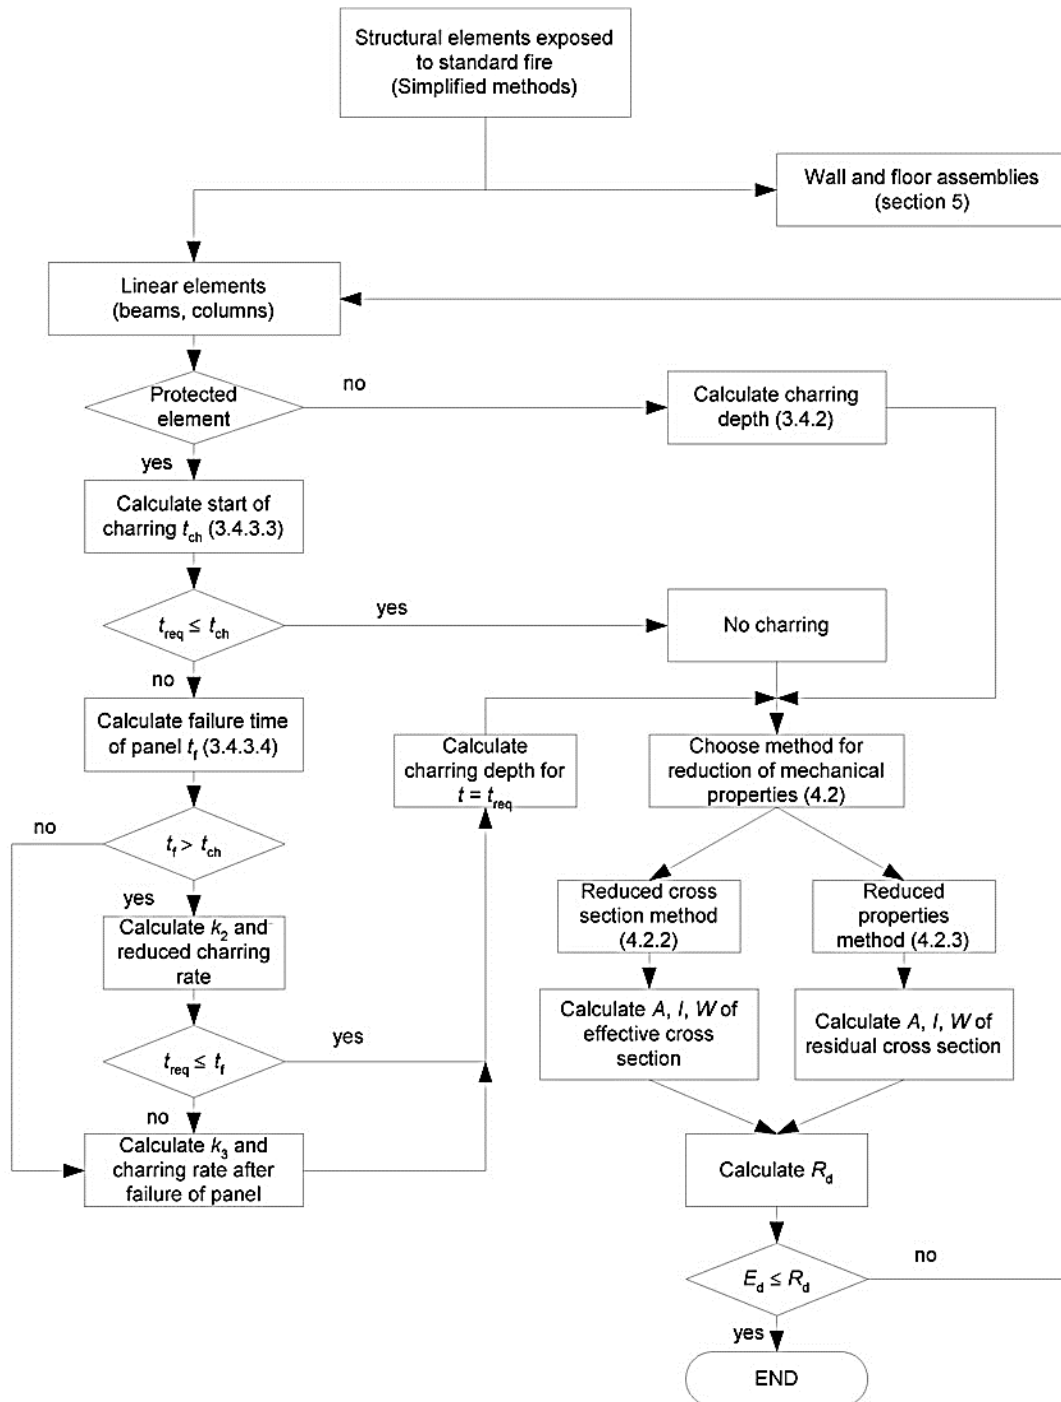 Structural elements exposed
to standard fire
(Simplified methods)
Wall and floor assemblies
(section 5)
Linear elements
(beams, columns)
Protected
element
no
Calculate charring
depth (3.4.2)
yes
Calculate start of
charring tch (3.4.3.3)
treq ≤ tch
yes
No charring
no
Calculate failure time
of panel tf (3.4.3.4)
Calculate
charring depth for
t = treq
Choose method for
reduction of mechanical
properties (4.2)
no
tf > tch
yes
Calculate k2 and
reduced charring
rate
Reduced cross
section method
(4.2.2)
Reduced
properties
method (4.2.3)
Calculate A, I, W of
effective cross
section
Calculate A, I, W of
residual cross section
treq ≤ tf
yes
no
Calculate k3 and
charring rate after
failure of panel
Calculate Rd
Ed ≤ Rd
no
yes
END